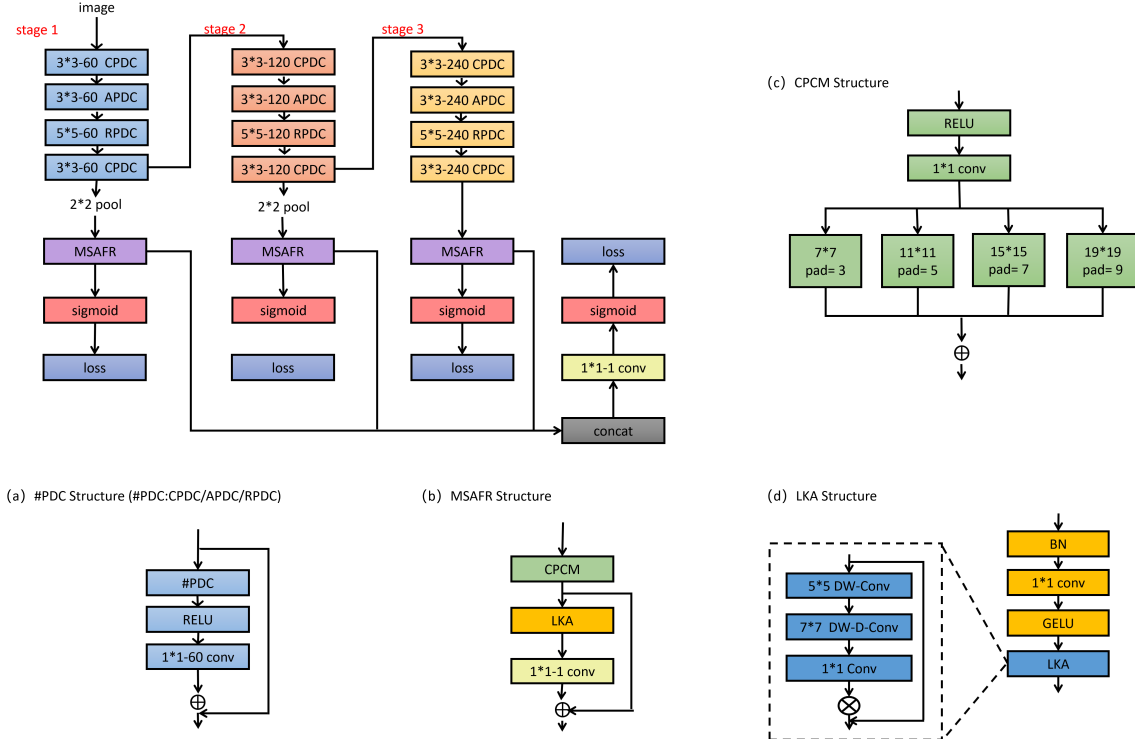 image
stage 1
stage 2
stage 3
3*3-60 CPDC
3*3-60 APDC
5*5-60 RPDC
3*3-60 CPDC
2*2 pool
MSAFR
sigmoid
loss
3*3-120 CPDC
3*3-120 APDC
5*5-120 RPDC
3*3-120 CPDC
2*2 pool
MSAFR
sigmoid
loss
3*3-240 CPDC
3*3-240 APDC
5*5-240 RPDC
3*3-240 CPDC
MSAFR
sigmoid
loss
loss
sigmoid
1*1-1 conv
concat
(c) CPCM Structure
RELU
1*1 conv
7*7
pad= 3
11*11
pad= 5
15*15
pad= 7
19*19
pad= 9
(a) #PDC Structure (#PDC:CPDC/APDC/RPDC)
#PDC
RELU
1*1-60 conv
(b) MSAFR Structure
CPCM
LKA
1*1-1 conv
(d) LKA Structure
5*5 DW-Conv
7*7 DW-D-Conv
1*1 Conv
BN
1*1 conv
GELU
LKA